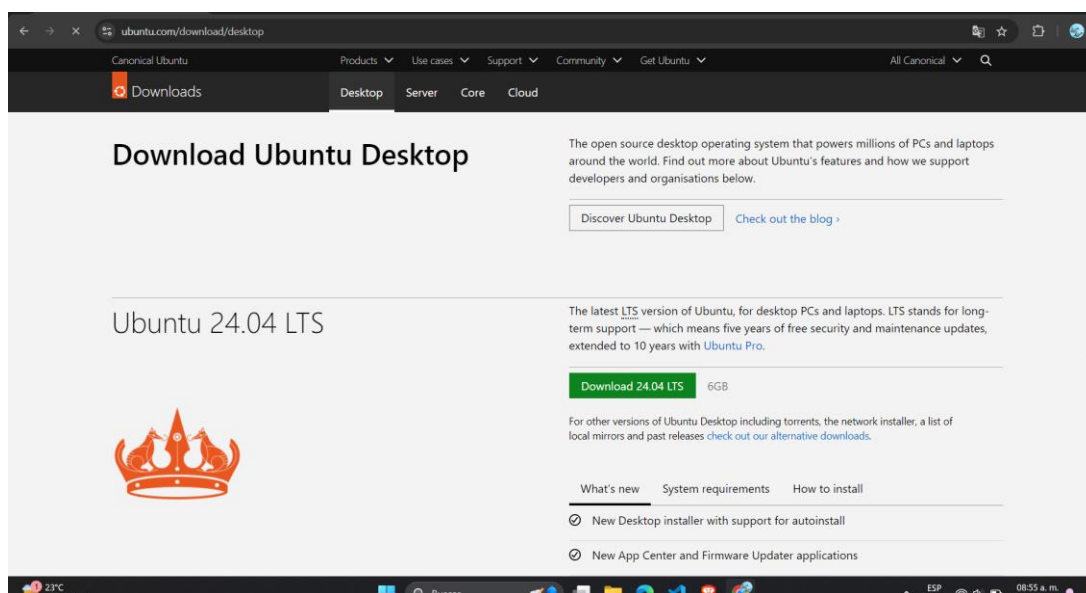 ubuntu.com/download/desktop
Canonical Ubuntu Products Use cases Support Community Get Ubuntu All Canonical
Downloads Desktop Server Core Cloud
Download Ubuntu Desktop
The open source desktop operating system that powers millions of PCs and laptops
around the world. Find out more about Ubuntu's features and how we support
developers and organisations below.
Discover Ubuntu Desktop Check out the blog ›
Ubuntu 24.04 LTS
The latest LTS version of Ubuntu, for desktop PCs and laptops. LTS stands for long-
term support — which means five years of free security and maintenance updates,
extended to 10 years with Ubuntu Pro.
Download 24.04 LTS 6GB
For other versions of Ubuntu Desktop including torrents, the network installer, a list of
local mirrors and past releases check out our alternative downloads.
What's new System requirements How to install
New Desktop installer with support for autoinstall
New App Center and Firmware Updater applications
1 23°C ESP 08:55 a. m.